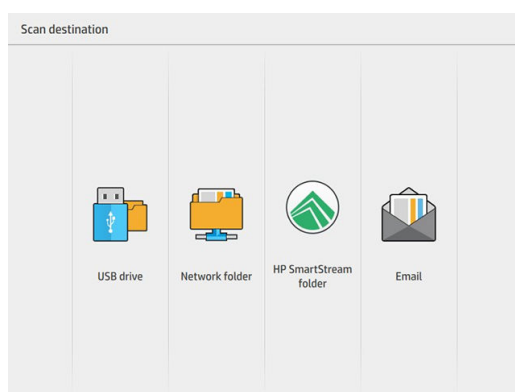 Scan destination
USB drive
Network folder
HP SmartStream
folder
Email